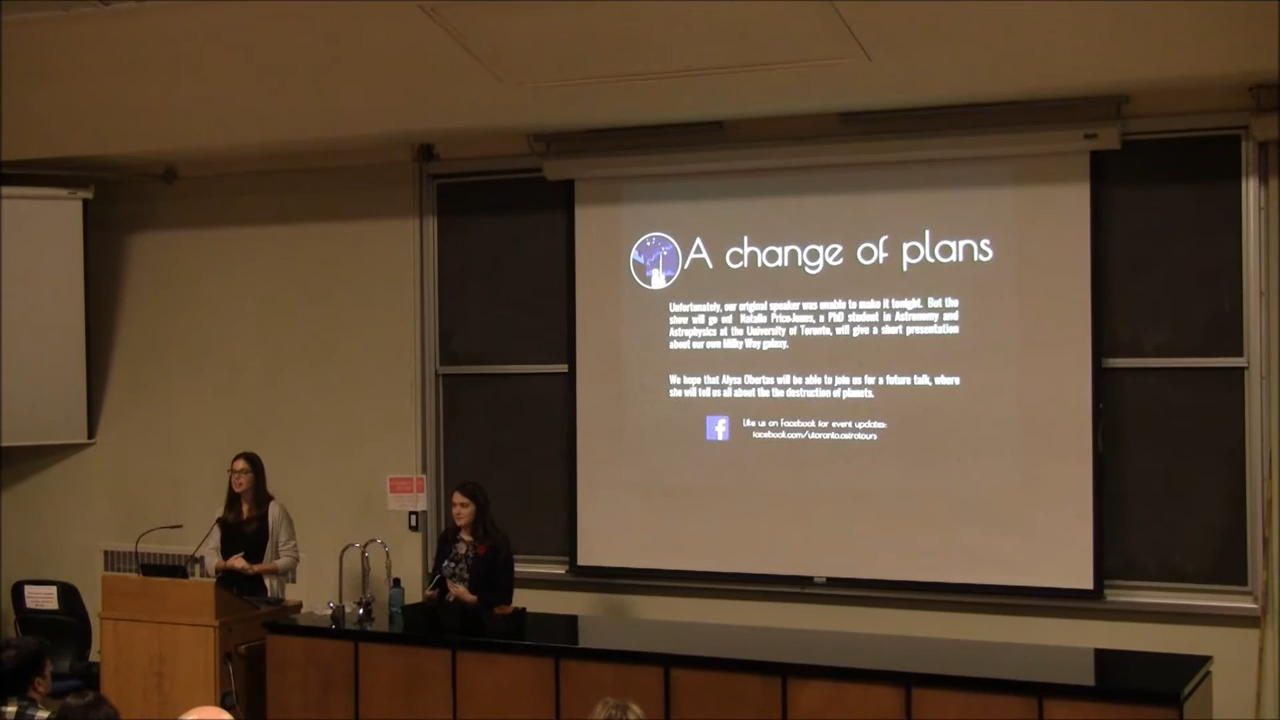 A change of plans
Unfortunately, our original speaker was unable to make it tonight. But the
show will go on! Natalie Price-Jones, a PhD student in Astronomy and
Astrophysics at the University of Toronto, will give a short presentation
about our own Milky Way galaxy.
We hope that Alysa Obertas will be able to join us for a future talk, where
she will tell us all about the the destruction of planets.
f
Like us on Facebook for event updates:
facebook.com/utoronto.astrotours